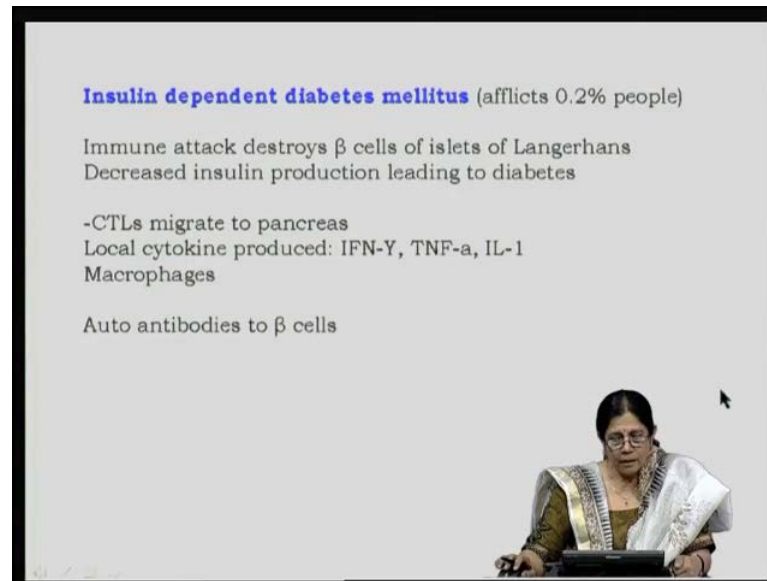 Insulin dependent diabetes mellitus (afflicts 0.2% people)
Immune attack destroys β cells of islets of Langerhans
Decreased insulin production leading to diabetes
-CTLs migrate to pancreas
Local cytokine produced: IFN-Y, TNF-a, IL-1
Macrophages
Auto antibodies to β cells